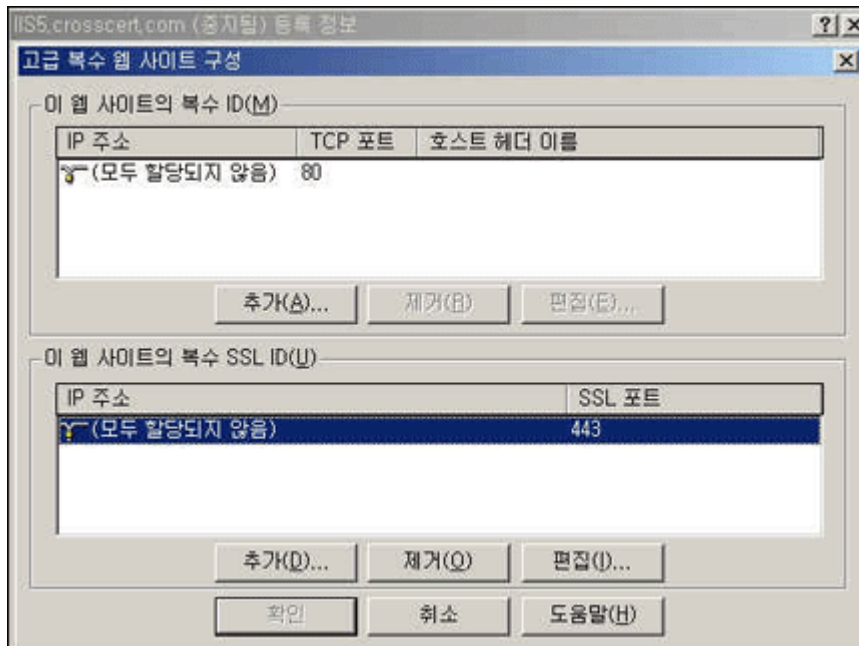 IIS5.crosscert.com (중지됨) 등록 정보
고급 복수 웹 사이트 구성
이 웹 사이트의 복수 ID(M)
IP 주소 TCP 포트 호스트 헤더 이름
(모두 할당되지 않음) 80
추가(A)... 제거(R) 편집(E)...
이 웹 사이트의 복수 SSL ID(U)
IP 주소 SSL 포트
(모두 할당되지 않음) 443
추가(D)... 제거(O) 편집(I)...
확인 취소 도움말(H)